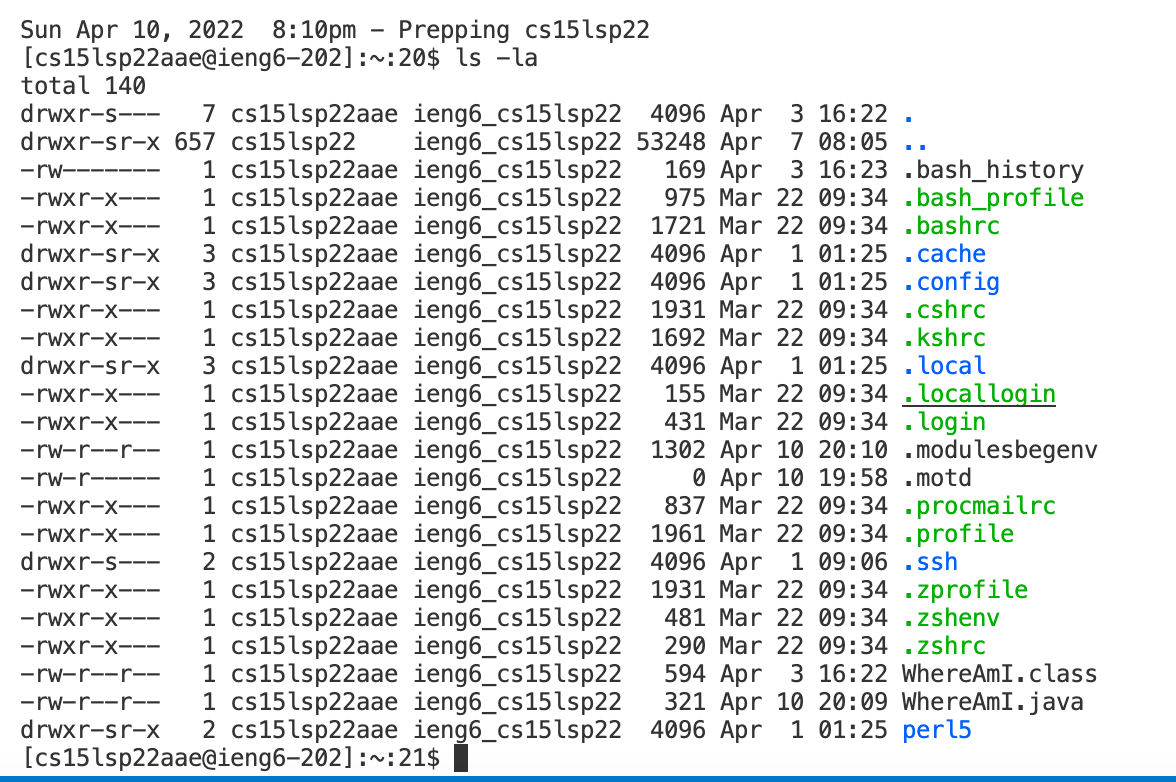 Sun Apr 10, 2022  8:10pm - Prepping cs15lsp22
[cs15lsp22aae@ieng6-202]:~:20$ ls -la
total 140
drwxr-s---   7 cs15lsp22aae ieng6_cs15lsp22  4096 Apr  3 16:22 .
drwxr-sr-x 657 cs15lsp22    ieng6_cs15lsp22 53248 Apr  7 08:05 ..
-rw-------   1 cs15lsp22aae ieng6_cs15lsp22   169 Apr  3 16:23 .bash_history
-rwxr-x---   1 cs15lsp22aae ieng6_cs15lsp22   975 Mar 22 09:34 .bash_profile
-rwxr-x---   1 cs15lsp22aae ieng6_cs15lsp22  1721 Mar 22 09:34 .bashrc
drwxr-sr-x   3 cs15lsp22aae ieng6_cs15lsp22  4096 Apr  1 01:25 .cache
drwxr-sr-x   3 cs15lsp22aae ieng6_cs15lsp22  4096 Apr  1 01:25 .config
-rwxr-x---   1 cs15lsp22aae ieng6_cs15lsp22  1931 Mar 22 09:34 .cshrc
-rwxr-x---   1 cs15lsp22aae ieng6_cs15lsp22  1692 Mar 22 09:34 .kshrc
drwxr-sr-x   3 cs15lsp22aae ieng6_cs15lsp22  4096 Apr  1 01:25 .local
-rwxr-x---   1 cs15lsp22aae ieng6_cs15lsp22   155 Mar 22 09:34 .locallogin
-rwxr-x---   1 cs15lsp22aae ieng6_cs15lsp22   431 Mar 22 09:34 .login
-rw-r--r--   1 cs15lsp22aae ieng6_cs15lsp22  1302 Apr 10 20:10 .modulesbegenv
-rw-r-----   1 cs15lsp22aae ieng6_cs15lsp22     0 Apr 10 19:58 .motd
-rwxr-x---   1 cs15lsp22aae ieng6_cs15lsp22   837 Mar 22 09:34 .procmailrc
-rwxr-x---   1 cs15lsp22aae ieng6_cs15lsp22  1961 Mar 22 09:34 .profile
drwxr-s---   2 cs15lsp22aae ieng6_cs15lsp22  4096 Apr  1 09:06 .ssh
-rwxr-x---   1 cs15lsp22aae ieng6_cs15lsp22  1931 Mar 22 09:34 .zprofile
-rwxr-x---   1 cs15lsp22aae ieng6_cs15lsp22   481 Mar 22 09:34 .zshenv
-rwxr-x---   1 cs15lsp22aae ieng6_cs15lsp22   290 Mar 22 09:34 .zshrc
-rw-r--r--   1 cs15lsp22aae ieng6_cs15lsp22   594 Apr  3 16:22 WhereAmI.class
-rw-r--r--   1 cs15lsp22aae ieng6_cs15lsp22   321 Apr 10 20:09 WhereAmI.java
drwxr-sr-x   2 cs15lsp22aae ieng6_cs15lsp22  4096 Apr  1 01:25 perl5
[cs15lsp22aae@ieng6-202]:~:21$